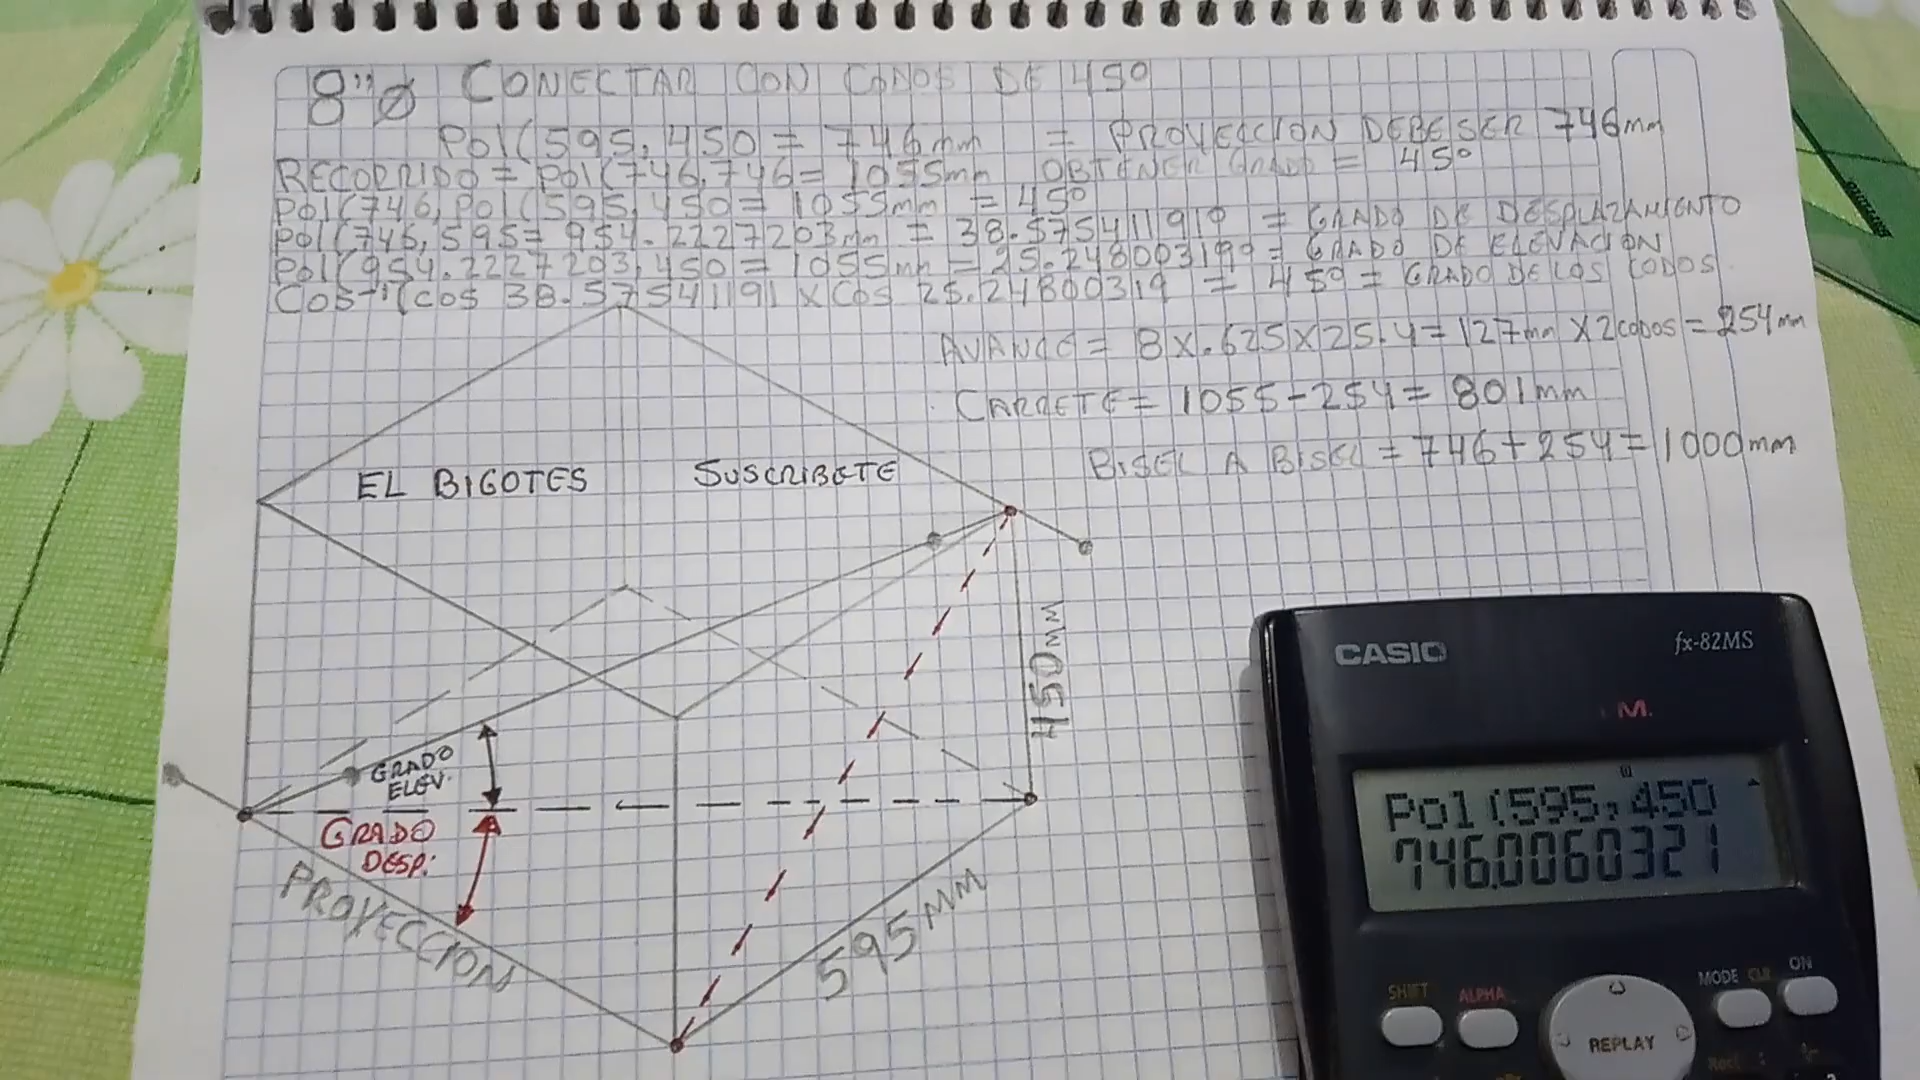 8"Ø CONECTAR CON CODOS DE 45°
Pol(595,450 = 746mm = PROYECCION DEBE SER 746mm
RECORRIDO = Pol(746,746 = 1055mm OBTENER GRADO = 45°
Pol(746,Pol(595,450 = 1055mm = 45°
Pol(746,595 = 954.2227203mm = 38.57541191° = GRADO DE DESPLAZAMIENTO
Pol(954.2227203,450 = 1055mm = 25.24800319° = GRADO DE ELEVACION
Cos-1(cos 38.57541191 x Cos 25.24800319 = 45° = GRADO DE LOS CODOS
AVANCE = 8x.625x25.4 = 127mm X 2 CODOS = 254mm
CARRETE = 1055-254 = 801mm
BISEL A BISEL = 746+254 = 1000mm
EL BIGOTES SUSCRIBETE
450MM
GRADO
ELEV.
GRADO
DESP:
PROYECCION
595MM
CASIO fx-82MS
M.
Pol(595,450
746.0060321
SHIFT ALPHA MODE CLR ON
REPLAY